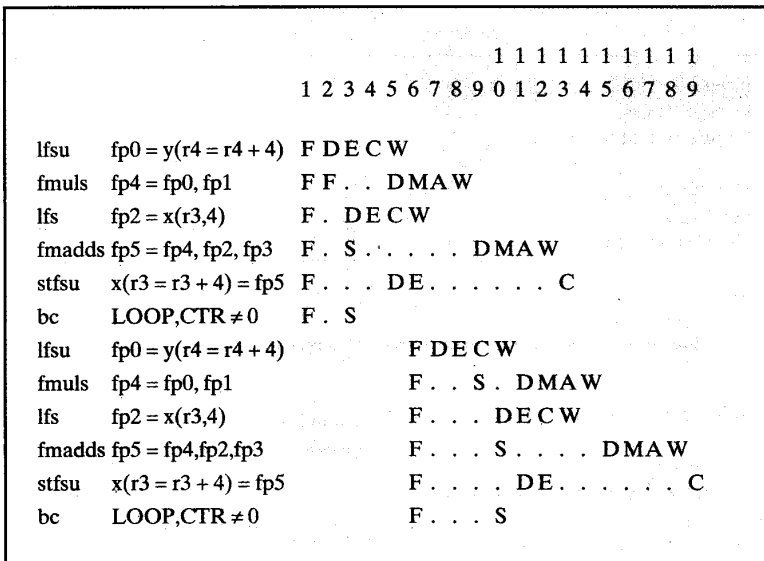 1 1 1 1 1 1 1 1 1 1
1 2 3 4 5 6 7 8 9 0 1 2 3 4 5 6 7 8 9
lfsu fp0 = y(r4 = r4 + 4) F D E C W
fmuls fp4 = fp0, fp1 F F . . D M A W
lfs fp2 = x(r3,4) F . D E C W
fmadds fp5 = fp4, fp2, fp3 F . S . . . . . D M A W
stfsu x(r3 = r3 + 4) = fp5 F . . . D E . . . . . . C
bc LOOP,CTR ≠ 0 F . S
lfsu fp0 = y(r4 = r4 + 4) F D E C W
fmuls fp4 = fp0, fp1 F . . S . D M A W
lfs fp2 = x(r3,4) F . . . D E C W
fmadds fp5 = fp4,fp2,fp3 F . . . S . . . . D M A W
stfsu x(r3 = r3 + 4) = fp5 F . . . . D E . . . . . . C
bc LOOP,CTR ≠ 0 F . . . S